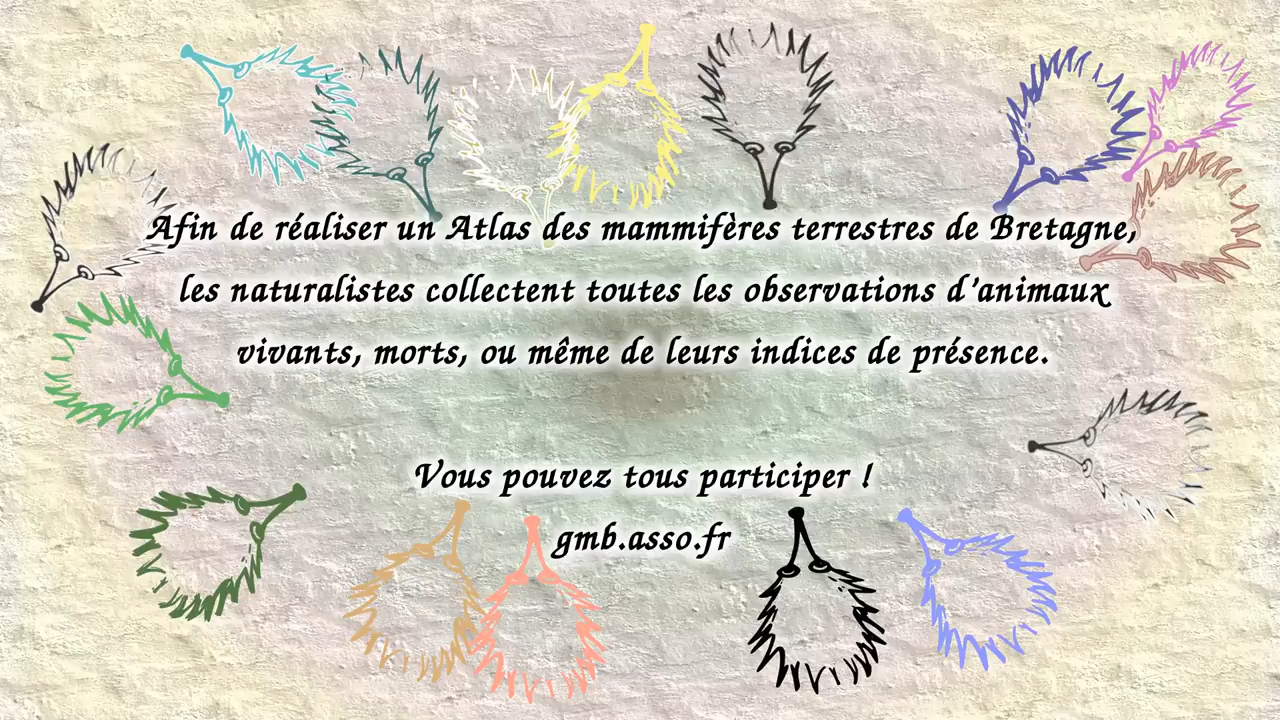 Afin de réaliser un Atlas des mammifères terrestres de Bretagne,
les naturalistes collectent toutes les observations d'animaux
vivants, morts, ou même de leurs indices de présence.
Vous pouvez tous participer !
gmb.asso.fr